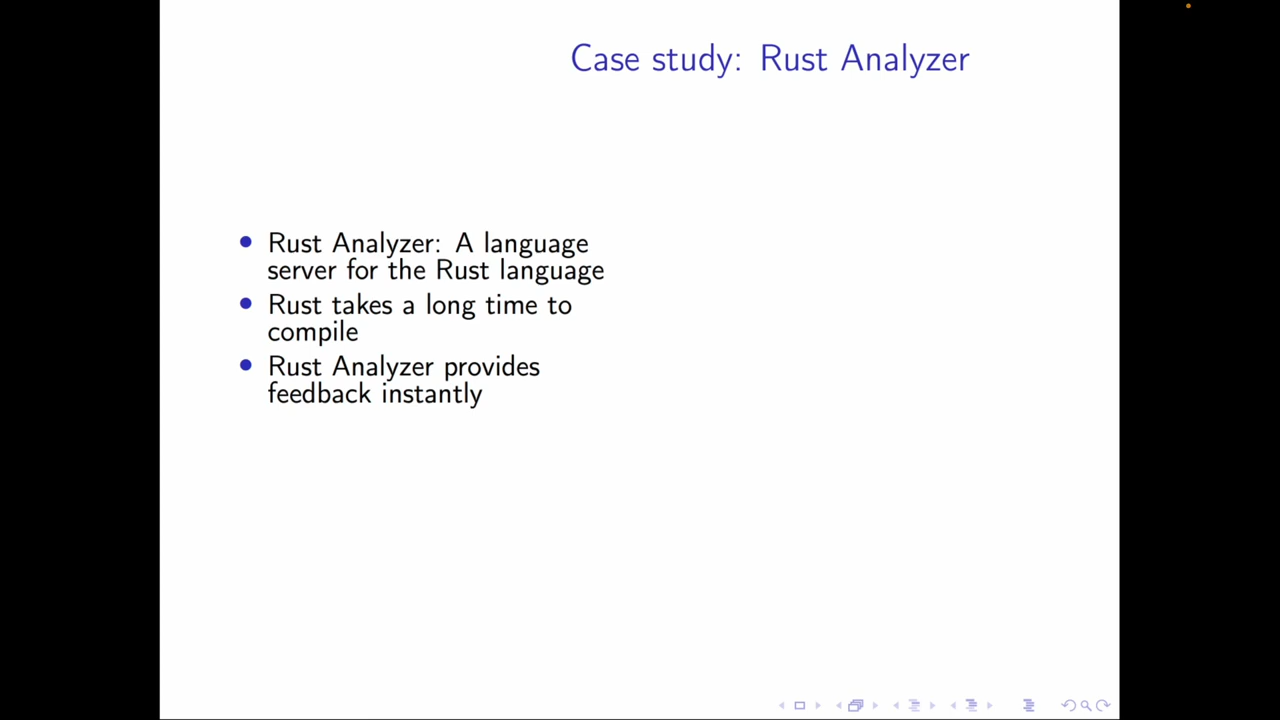 Case study: Rust Analyzer
• Rust Analyzer: A language
server for the Rust language
• Rust takes a long time to
compile
• Rust Analyzer provides
feedback instantly